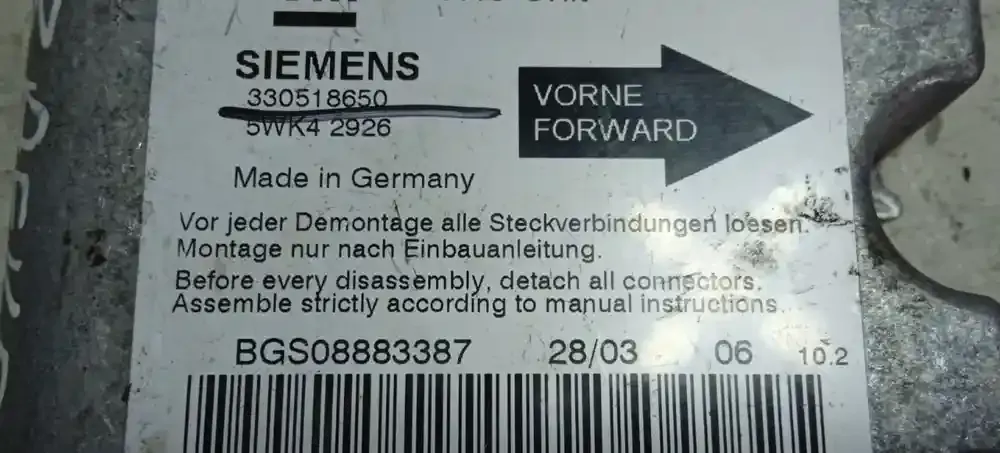 SIEMENS
330518650
5WK4 2926
VORNE
FORWARD
Made in Germany
Vor jeder Demontage alle Steckverbindungen loesen.
Montage nur nach Einbauanleitung.
Before every disassembly, detach all connectors.
Assemble strictly according to manual instructions.
BGS08883387 28/03 06 10.2